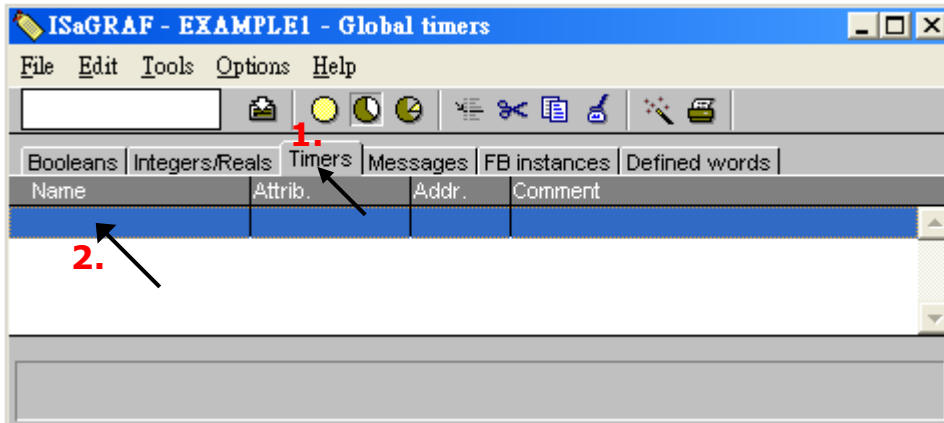 ISaGRAF - EXAMPLE1 - Global timers
File Edit Tools Options Help
1.
Booleans Integers/Reals Timers Messages FB instances Defined words
Name Attrib. Addr. Comment
2.